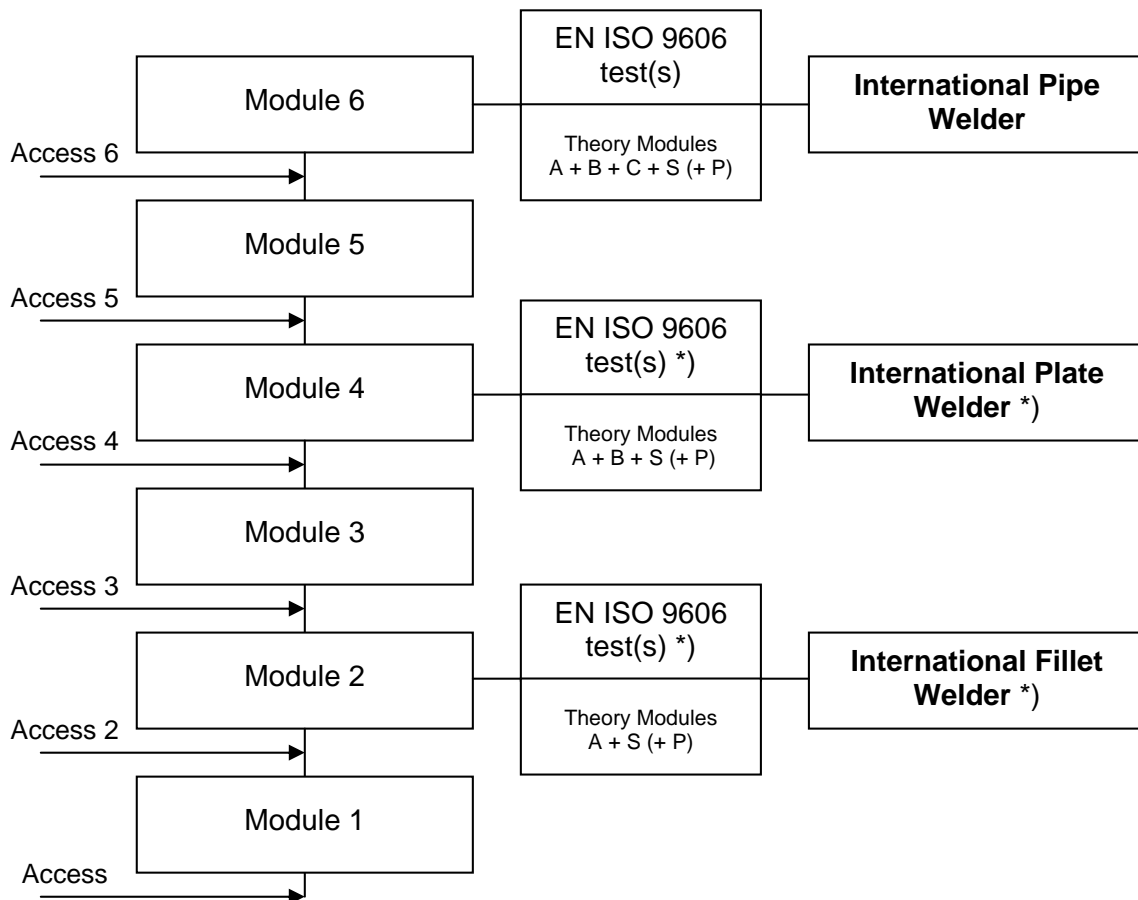 EN ISO 9606
test(s)
Module 6
International Pipe
Welder
Theory Modules
A + B + C + S (+ P)
Access 6
Module 5
Access 5
EN ISO 9606
test(s) *)
Module 4
International Plate
Welder *)
Theory Modules
A + B + S (+ P)
Access 4
Module 3
Access 3
EN ISO 9606
test(s) *)
Module 2
International Fillet
Welder *)
Theory Modules
A + S (+ P)
Access 2
Module 1
Access